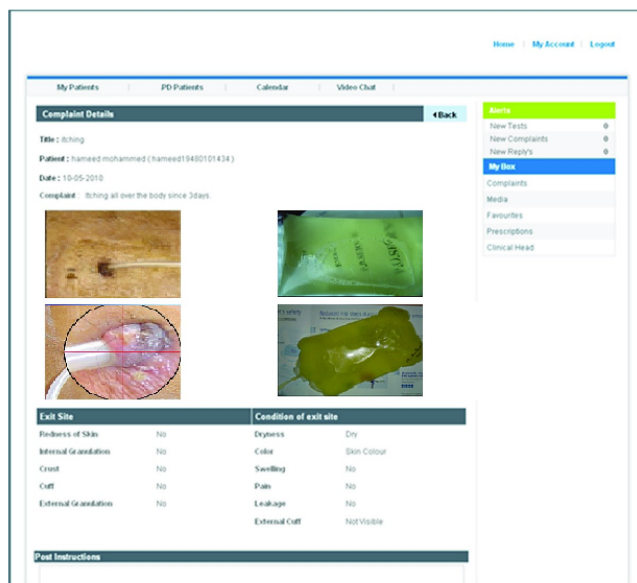 Home | My Account | Logout
My Patients | PD Patients | Calendar | Video Chat |
Complaint Details
Back
Title : itching
Patient : hameed mohammed ( hameed19480101434 )
Date : 10-05-2010
Complaint : Itching all over the body since 3days.
Alerts
New Tests 0
New Complaints 0
New Reply's 0
My Box
Complaints
Media
Favourites
Prescriptions
Clinical Head
Exit Site
Redness of Skin No
Internal Granulation No
Crust No
Cuff No
External Granulation No
Condition of exit site
Dryness Dry
Color Skin Colour
Swelling No
Pain No
Leakage No
External Cuff Not Visible
Post Instructions